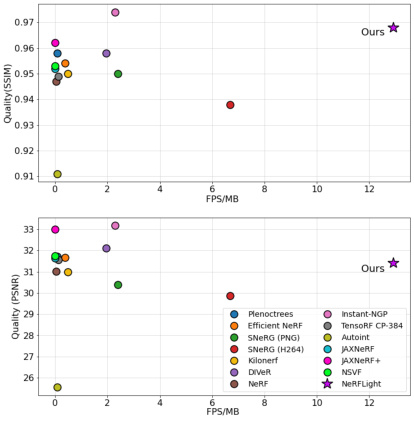 0.97
0.96
0.95
0.94
0.93
0.92
0.91
Quality(SSIM)
Ours
0 2 4 6 8 10 12
FPS/MB
33
32
31
30
29
28
27
26
Quality (PSNR)
Ours
Plenoctrees
Efficient NeRF
SNeRG (PNG)
SNeRG (H264)
Kilonerf
DIVeR
NeRF
Instant-NGP
TensoRF CP-384
Autoint
JAXNeRF
JAXNeRF+
NSVF
NeRFLight
0 2 4 6 8 10 12
FPS/MB